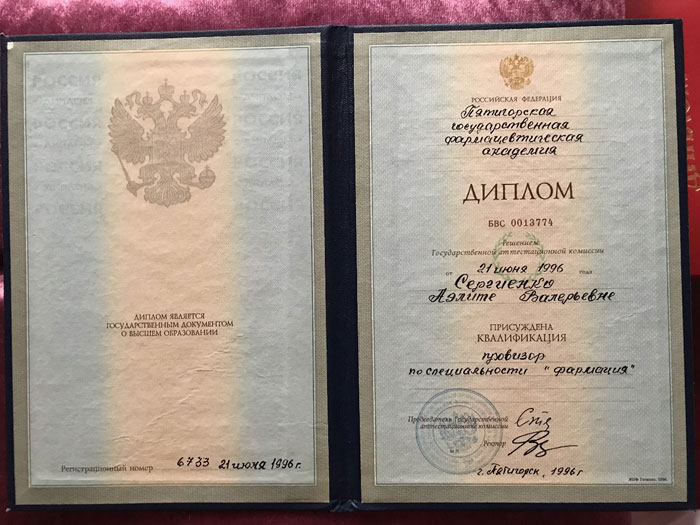 ДИПЛОМ ЯВЛЯЕТСЯ
ГОСУДАРСТВЕННЫМ ДОКУМЕНТОМ
О ВЫСШЕМ ОБРАЗОВАНИИ
Регистрационный номер 6733 21 июня 1996 г.
РОССИЙСКАЯ ФЕДЕРАЦИЯ
Пятигорская
государственная
фармацевтическая
академия
ДИПЛОМ
БВС 0013774
Решением
Государственной аттестационной комиссии
от 21 июня 1996 года
Сергиенко
Аэлите Валерьевне
ПРИСУЖДЕНА
КВАЛИФИКАЦИЯ
провизор
по специальности "фармация"
Председатель Государственной
аттестационной комиссии
Ректор
г. Пятигорск, 1996 г.